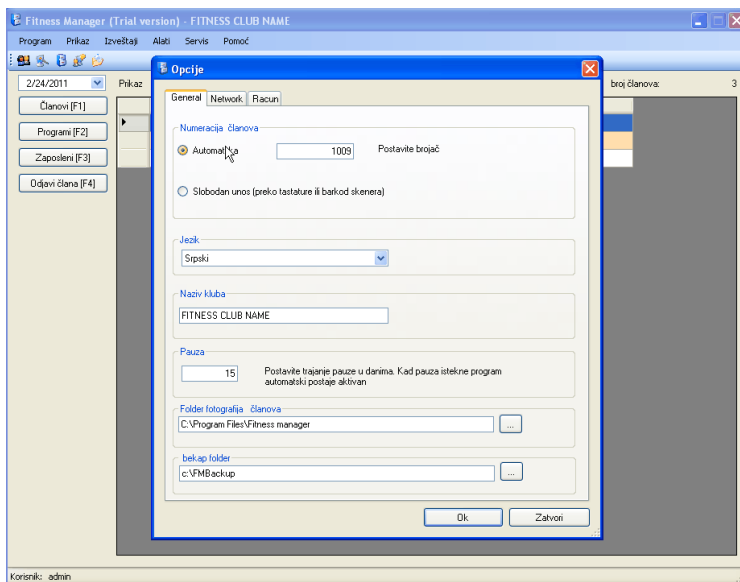 Fitness Manager (Trial version) - FITNESS CLUB NAME
Program Prikaz Izveštaji Alati Servis Pomoć
2/24/2011
Prikaz
broj članova: 3
Članovi [F1]
Programi [F2]
Zaposleni [F3]
Odjavi člana [F4]
Opcije
General Network Racun
Numeracija članova
1009 Postavite brojač
Slobodan unos (preko tastature ili barkod skenera)
Jezik
Srpski
Naziv kluba
FITNESS CLUB NAME
Pauza
15
Postavite trajanje pauze u danima. Kad pauza istekne program
automatski postaje aktivan
Folder fotografija članova
C:\Program Files\Fitness manager
...
bekap folder
c:\FMBackup
...
Ok Zatvori
Korisnik: admin